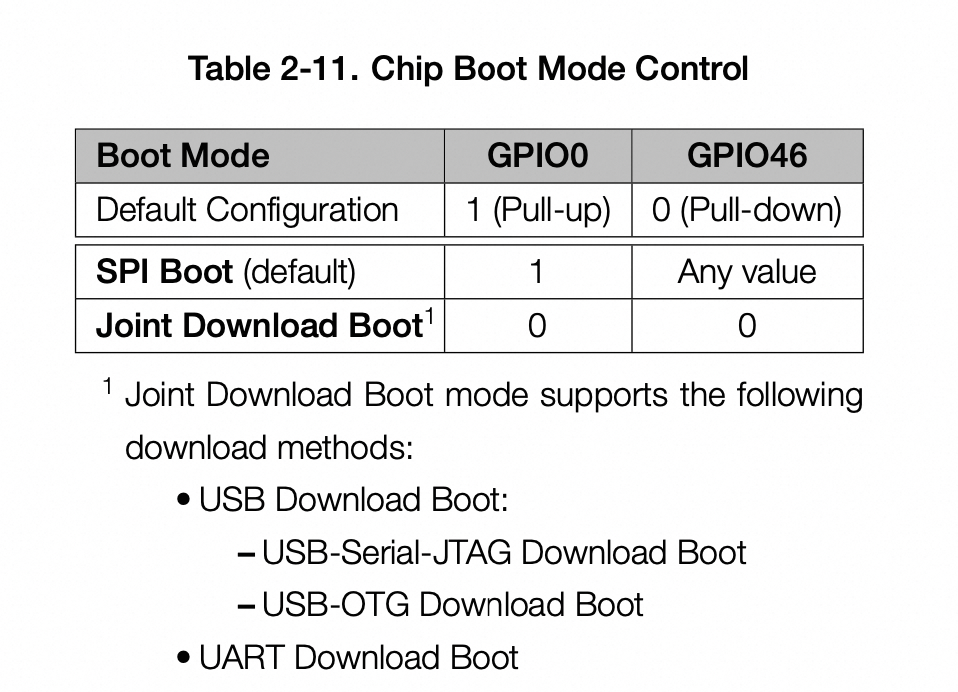 Table 2-11. Chip Boot Mode Control
Boot Mode GPIO0 GPIO46
Default Configuration 1 (Pull-up) 0 (Pull-down)
SPI Boot (default) 1 Any value
Joint Download Boot¹ 0 0
¹ Joint Download Boot mode supports the following
download methods:
• USB Download Boot:
– USB-Serial-JTAG Download Boot
– USB-OTG Download Boot
• UART Download Boot